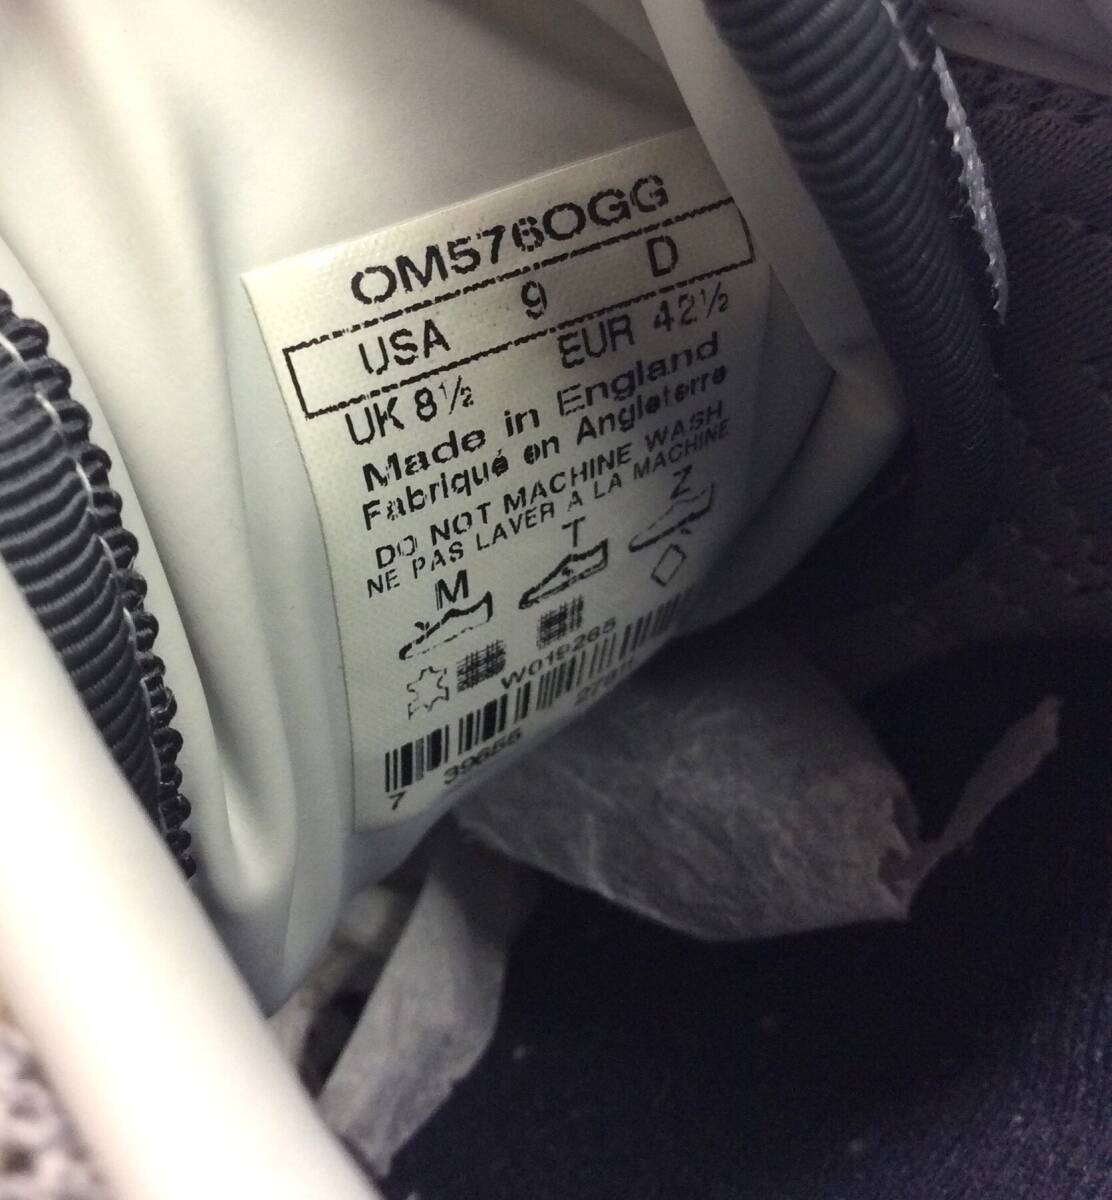 OM576OGG
USA 9 D
UK 8½ EUR 42½
Made in England
Fabriqué en Angleterre
DO NOT MACHINE WASH
NE PAS LAVER A LA MACHINE
M T Z
W019265
7 39655